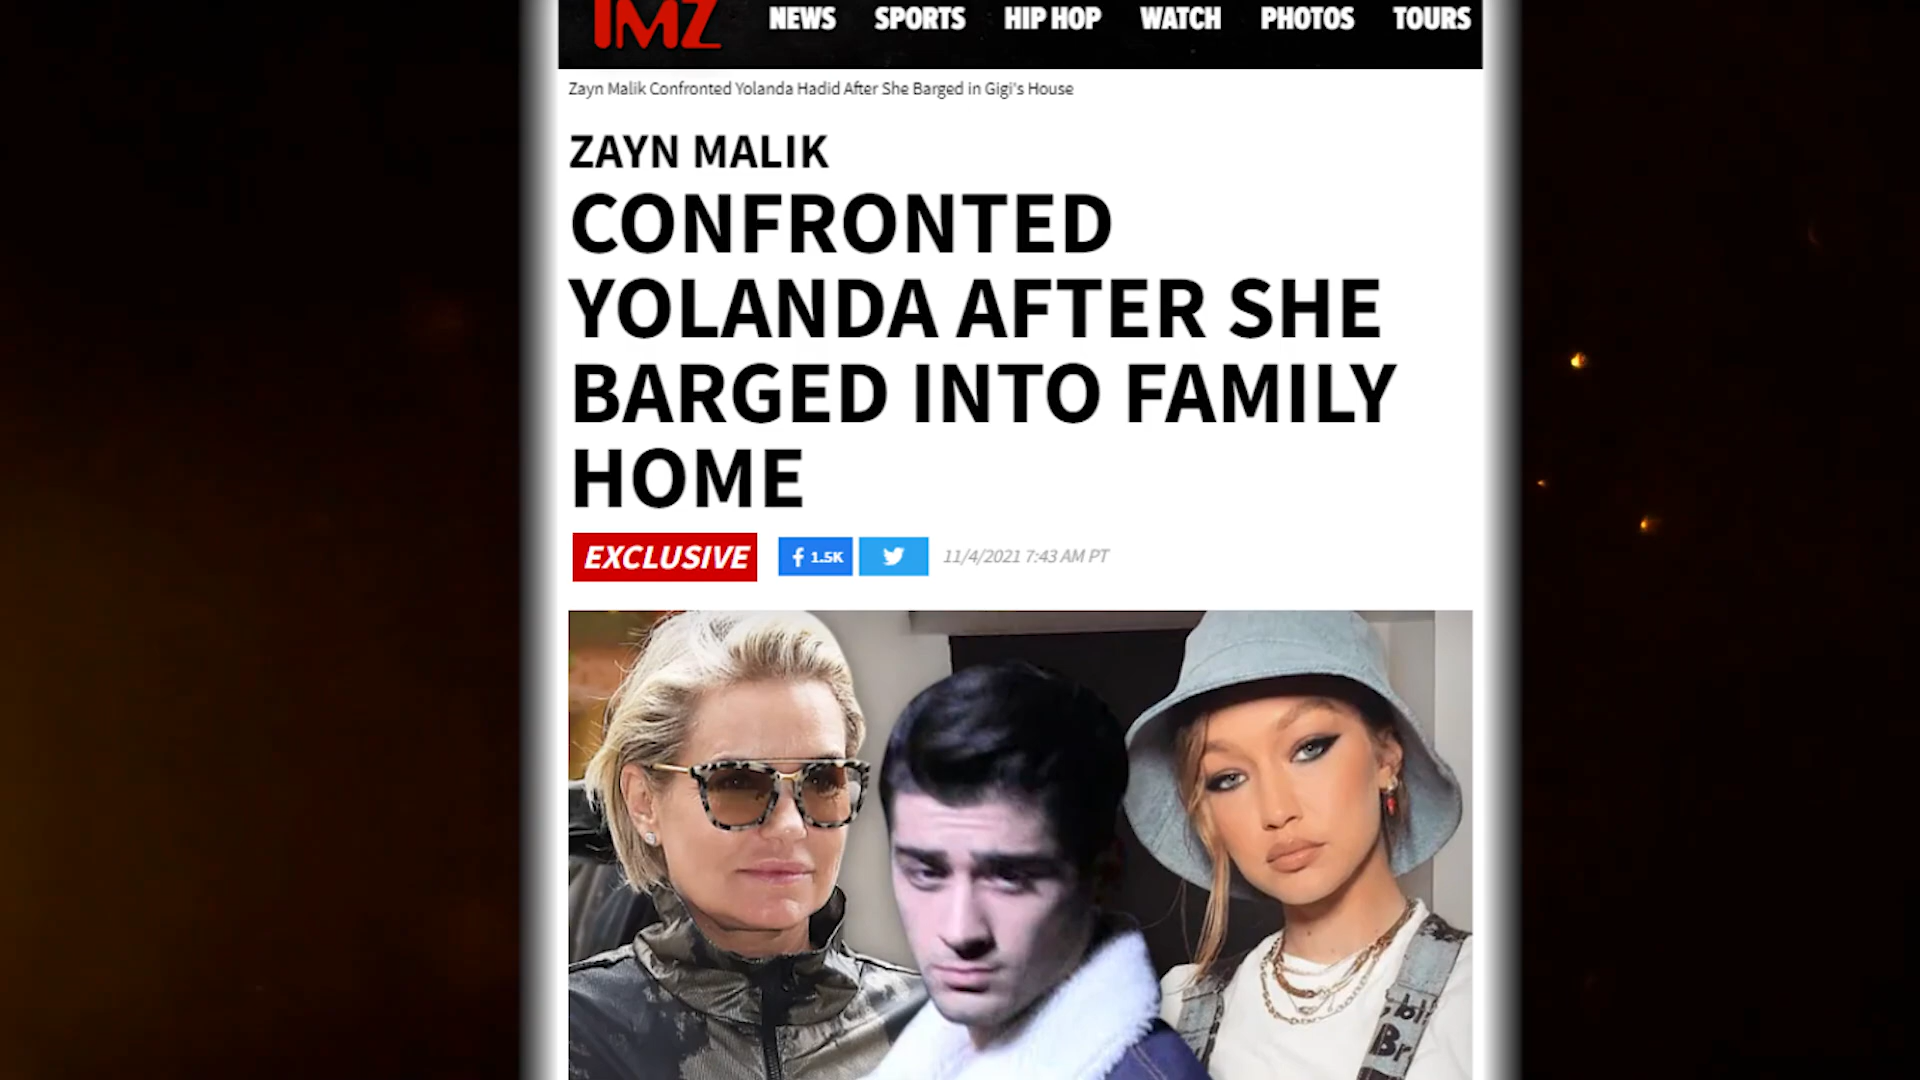 TMZ NEWS SPORTS HIP HOP WATCH PHOTOS TOURS
Zayn Malik Confronted Yolanda Hadid After She Barged in Gigi's House
ZAYN MALIK
CONFRONTED
YOLANDA AFTER SHE
BARGED INTO FAMILY
HOME
EXCLUSIVE f 1.5K 11/4/2021 7:43 AM PT